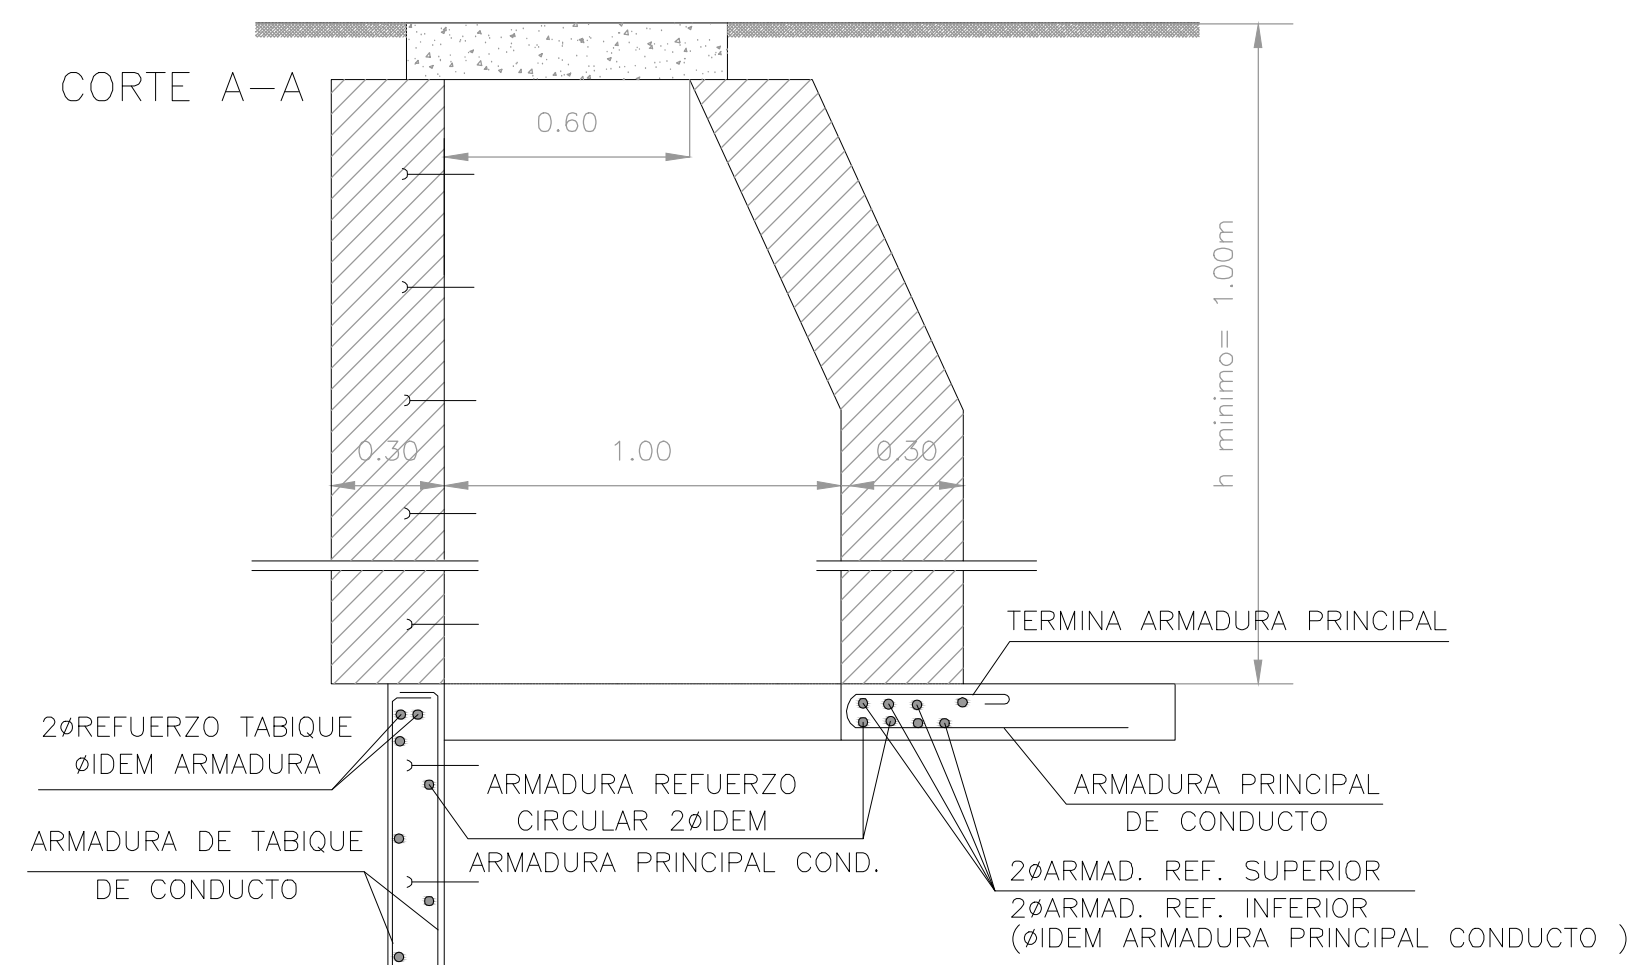 CORTE A-A
0.60
h minimo= 1.00m
0.30
1.00
0.30
TERMINA ARMADURA PRINCIPAL
2øREFUERZO TABIQUE
øIDEM ARMADURA
ARMADURA REFUERZO
CIRCULAR 2øIDEM
ARMADURA PRINCIPAL COND.
ARMADURA PRINCIPAL
DE CONDUCTO
ARMADURA DE TABIQUE
DE CONDUCTO
2øARMAD. REF. SUPERIOR
2øARMAD. REF. INFERIOR
(øIDEM ARMADURA PRINCIPAL CONDUCTO )